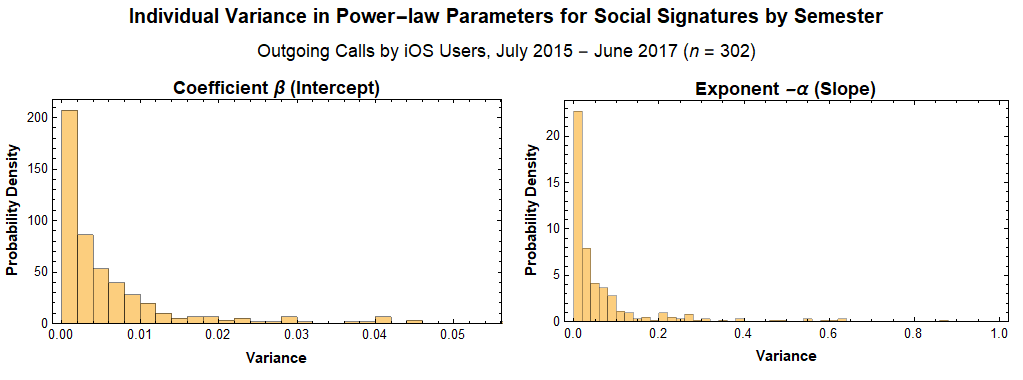 Individual Variance in Power−law Parameters for Social Signatures by Semester
Outgoing Calls by iOS Users, July 2015 − June 2017 (n = 302)
Coefficient β (Intercept)
Probability Density
200
150
100
50
0
0.00 0.01 0.02 0.03 0.04 0.05
Variance
Exponent −α (Slope)
Probability Density
20
15
10
5
0
0.0 0.2 0.4 0.6 0.8 1.0
Variance